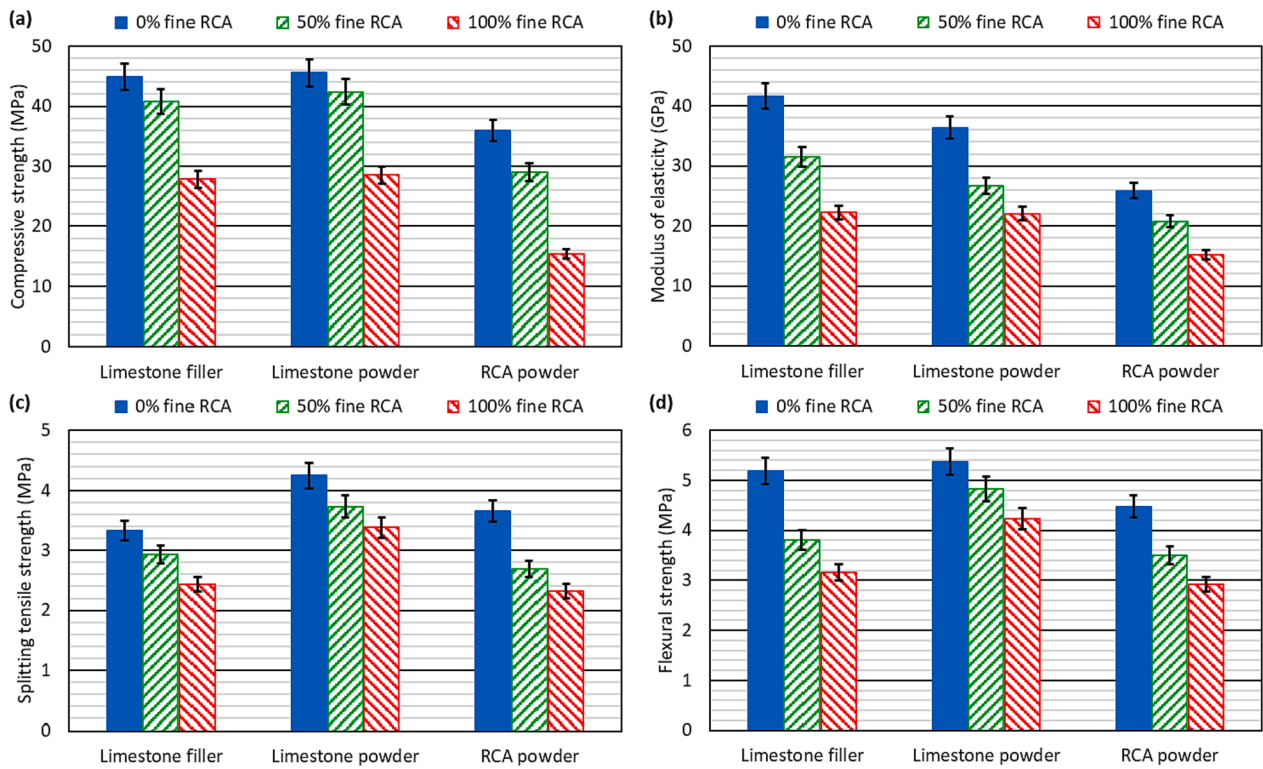 (a)
0% fine RCA 50% fine RCA 100% fine RCA
50
40
30
20
10
0
Compressive strength (MPa)
Limestone filler Limestone powder RCA powder
(b)
0% fine RCA 50% fine RCA 100% fine RCA
50
40
30
20
10
0
Modulus of elasticity (GPa)
Limestone filler Limestone powder RCA powder
(c)
0% fine RCA 50% fine RCA 100% fine RCA
5
4
3
2
1
0
Splitting tensile strength (MPa)
Limestone filler Limestone powder RCA powder
(d)
0% fine RCA 50% fine RCA 100% fine RCA
6
5
4
3
2
1
0
Flexural strength (MPa)
Limestone filler Limestone powder RCA powder